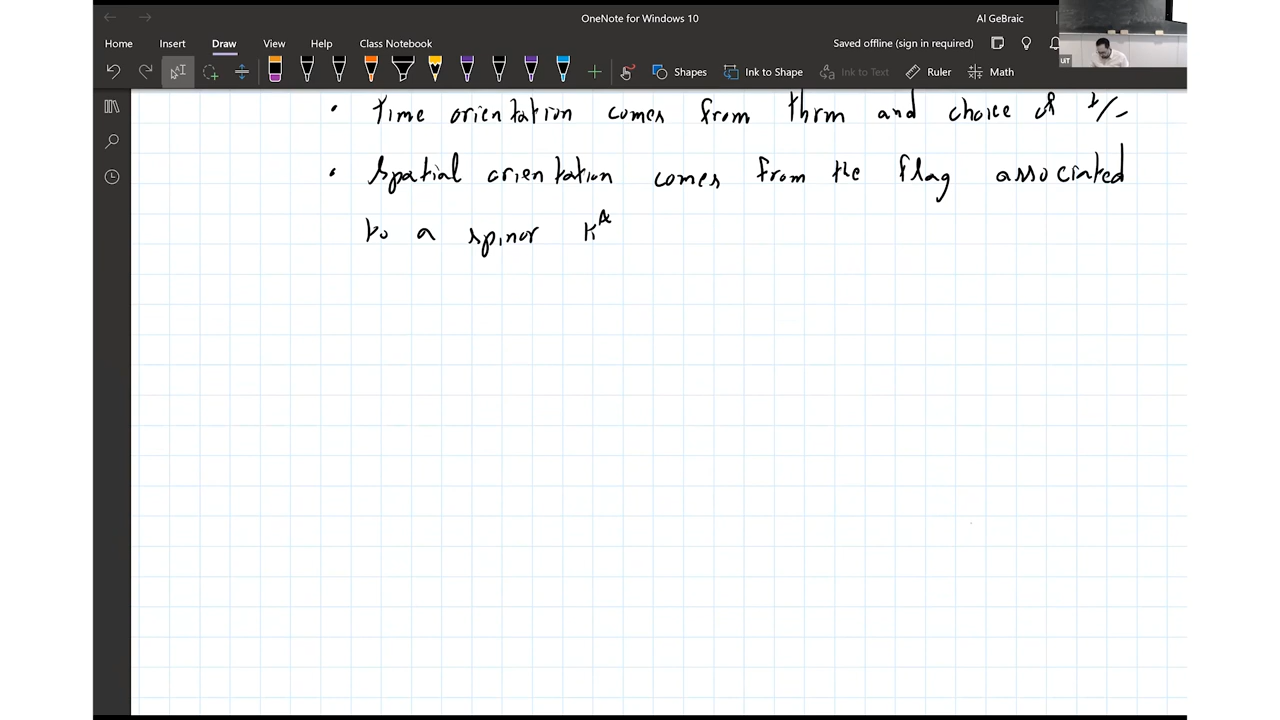 OneNote for Windows 10
Al GeBraic
Home Insert Draw View Help Class Notebook
Saved offline (sign in required)
UiT
Shapes Ink to Shape Ink to Text Ruler Math
• Time orientation comes from thrm and choice of +/-
• spatial orientation comes from the flag associated
to a spinor κᴬ